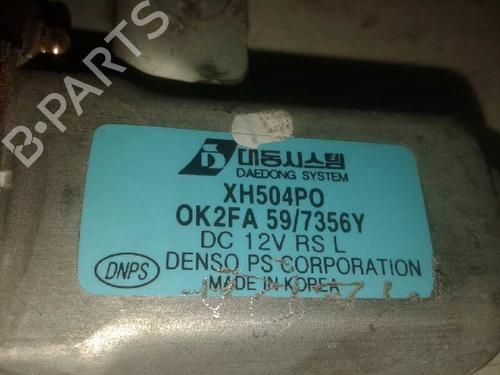 대동시스템
DAEDONG SYSTEM
XH504PO
OK2FA 59/7356Y
DC 12V RS L
DNPS
DENSO PS CORPORATION
MADE IN KOREA
B-PARTS